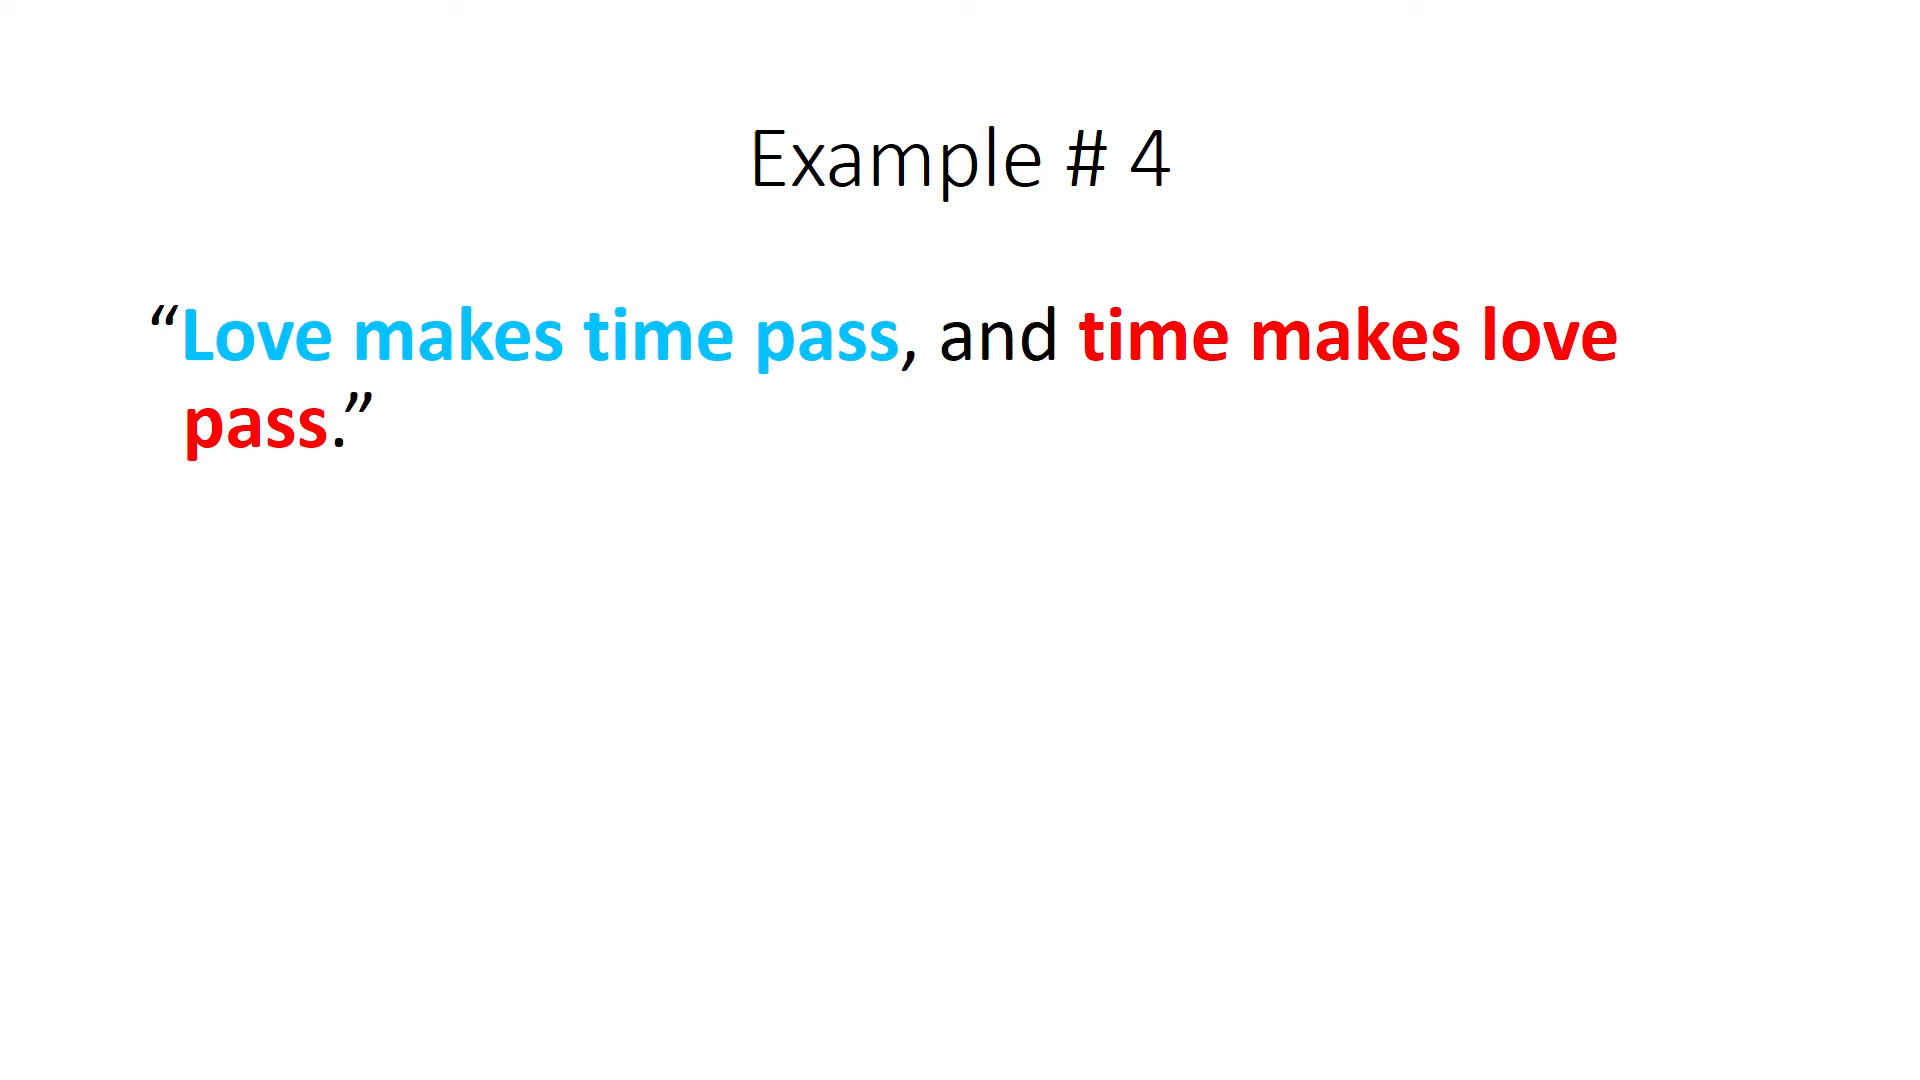 Example # 4
“Love makes time pass, and time makes love
pass.”